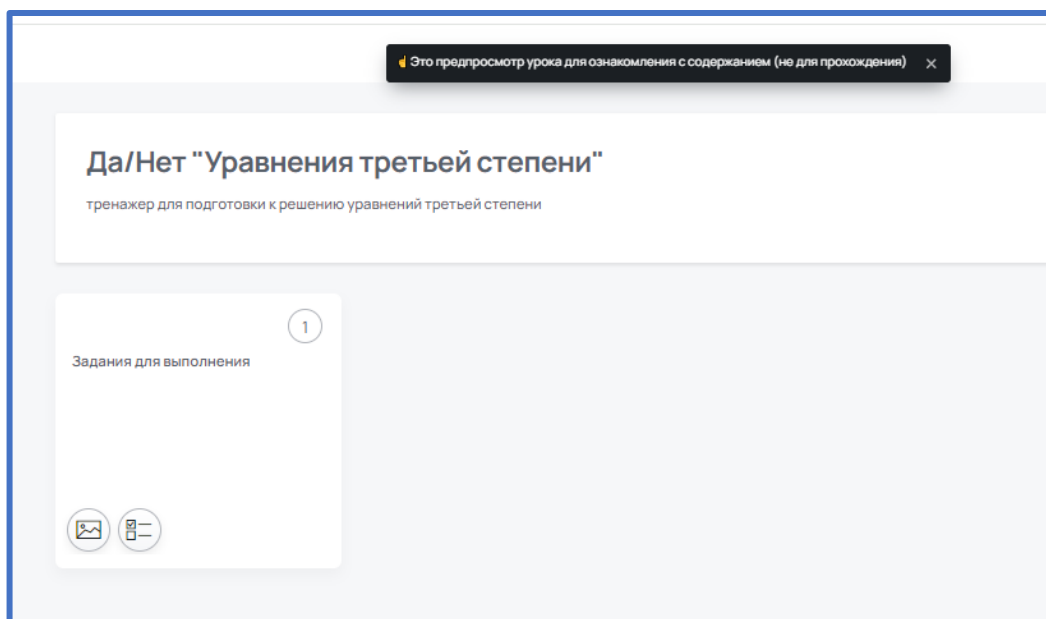 Это предпросмотр урока для ознакомления с содержанием (не для прохождения)
Да/Нет "Уравнения третьей степени"
тренажер для подготовки к решению уравнений третьей степени
1
Задания для выполнения